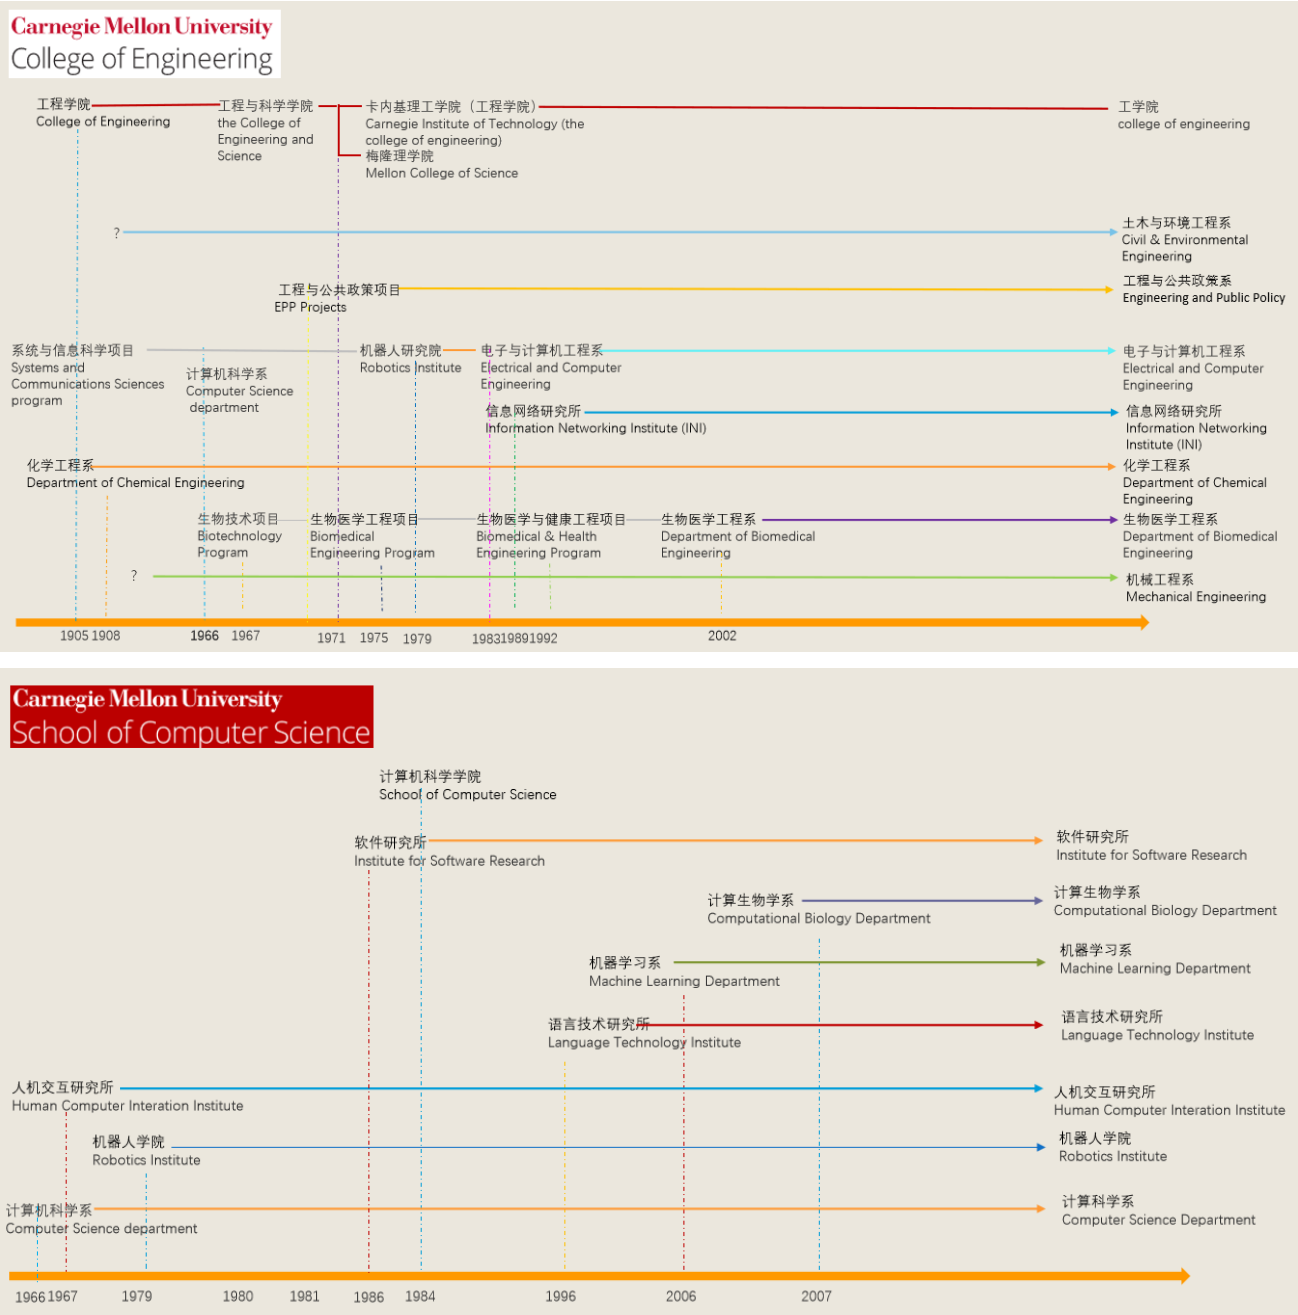 Carnegie Mellon University
College of Engineering
工程学院
College of Engineering
工程与科学学院
the College of
Engineering and
Science
卡内基理工学院（工程学院）
Carnegie Institute of Technology (the
college of engineering)
梅隆理学院
Mellon College of Science
工学院
college of engineering
?
土木与环境工程系
Civil & Environmental
Engineering
工程与公共政策项目
EPP Projects
工程与公共政策系
Engineering and Public Policy
系统与信息科学项目
Systems and
Communications Sciences
program
计算机科学系
Computer Science
department
机器人研究院
Robotics Institute
电子与计算机工程系
Electrical and Computer
Engineering
电子与计算机工程系
Electrical and Computer
Engineering
信息网络研究所
Information Networking Institute (INI)
信息网络研究所
Information Networking
Institute (INI)
化学工程系
Department of Chemical Engineering
化学工程系
Department of Chemical
Engineering
生物技术项目
Biotechnology
Program
生物医学工程项目
Biomedical
Engineering Program
生物医学与健康工程项目
Biomedical & Health
Engineering Program
生物医学工程系
Department of Biomedical
Engineering
生物医学工程系
Department of Biomedical
Engineering
?
机械工程系
Mechanical Engineering
1905 1908 1966 1967 1971 1975 1979 1983 1989 1992 2002
Carnegie Mellon University
School of Computer Science
计算机科学学院
School of Computer Science
软件研究所
Institute for Software Research
软件研究所
Institute for Software Research
计算生物学系
Computational Biology Department
计算生物学系
Computational Biology Department
机器学习系
Machine Learning Department
机器学习系
Machine Learning Department
语言技术研究所
Language Technology Institute
语言技术研究所
Language Technology Institute
人机交互研究所
Human Computer Interation Institute
人机交互研究所
Human Computer Interation Institute
机器人学院
Robotics Institute
机器人学院
Robotics Institute
计算机科学系
Computer Science department
计算科学系
Computer Science Department
1966 1967 1979 1980 1981 1986 1984 1996 2006 2007